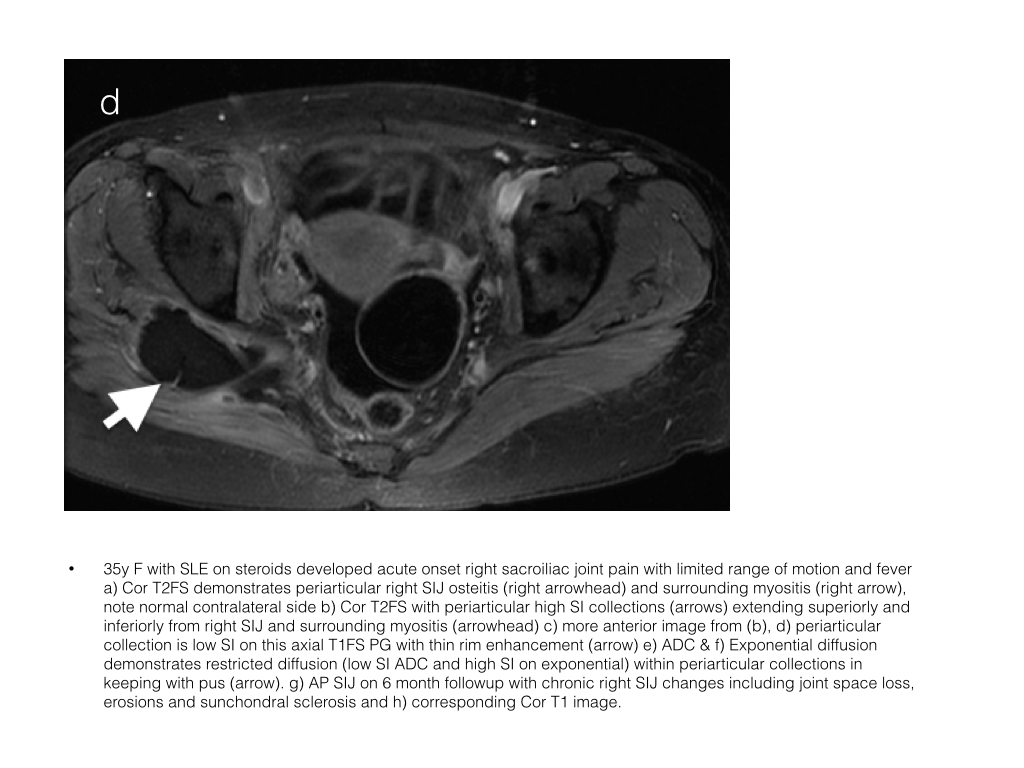 d
• 35y F with SLE on steroids developed acute onset right sacroiliac joint pain with limited range of motion and fever
a) Cor T2FS demonstrates periarticular right SIJ osteitis (right arrowhead) and surrounding myositis (right arrow),
note normal contralateral side b) Cor T2FS with periarticular high SI collections (arrows) extending superiorly and
inferiorly from right SIJ and surrounding myositis (arrowhead) c) more anterior image from (b), d) periarticular
collection is low SI on this axial T1FS PG with thin rim enhancement (arrow) e) ADC & f) Exponential diffusion
demonstrates restricted diffusion (low SI ADC and high SI on exponential) within periarticular collections in
keeping with pus (arrow). g) AP SIJ on 6 month followup with chronic right SIJ changes including joint space loss,
erosions and sunchondral sclerosis and h) corresponding Cor T1 image.